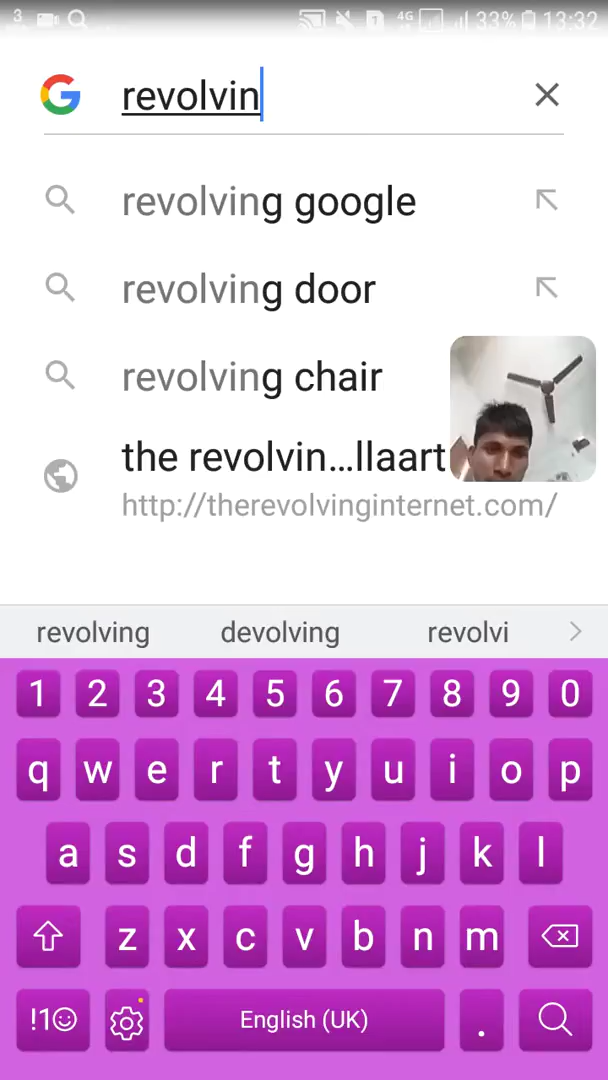 3 1 4G 33% 13:32
revolvin
revolving google
revolving door
revolving chair
the revolvin...llaart
http://therevolvinginternet.com/
revolving devolving revolvi
1 2 3 4 5 6 7 8 9 0
q w e r t y u i o p
a s d f g h j k l
z x c v b n m
!1☺ English (UK) .